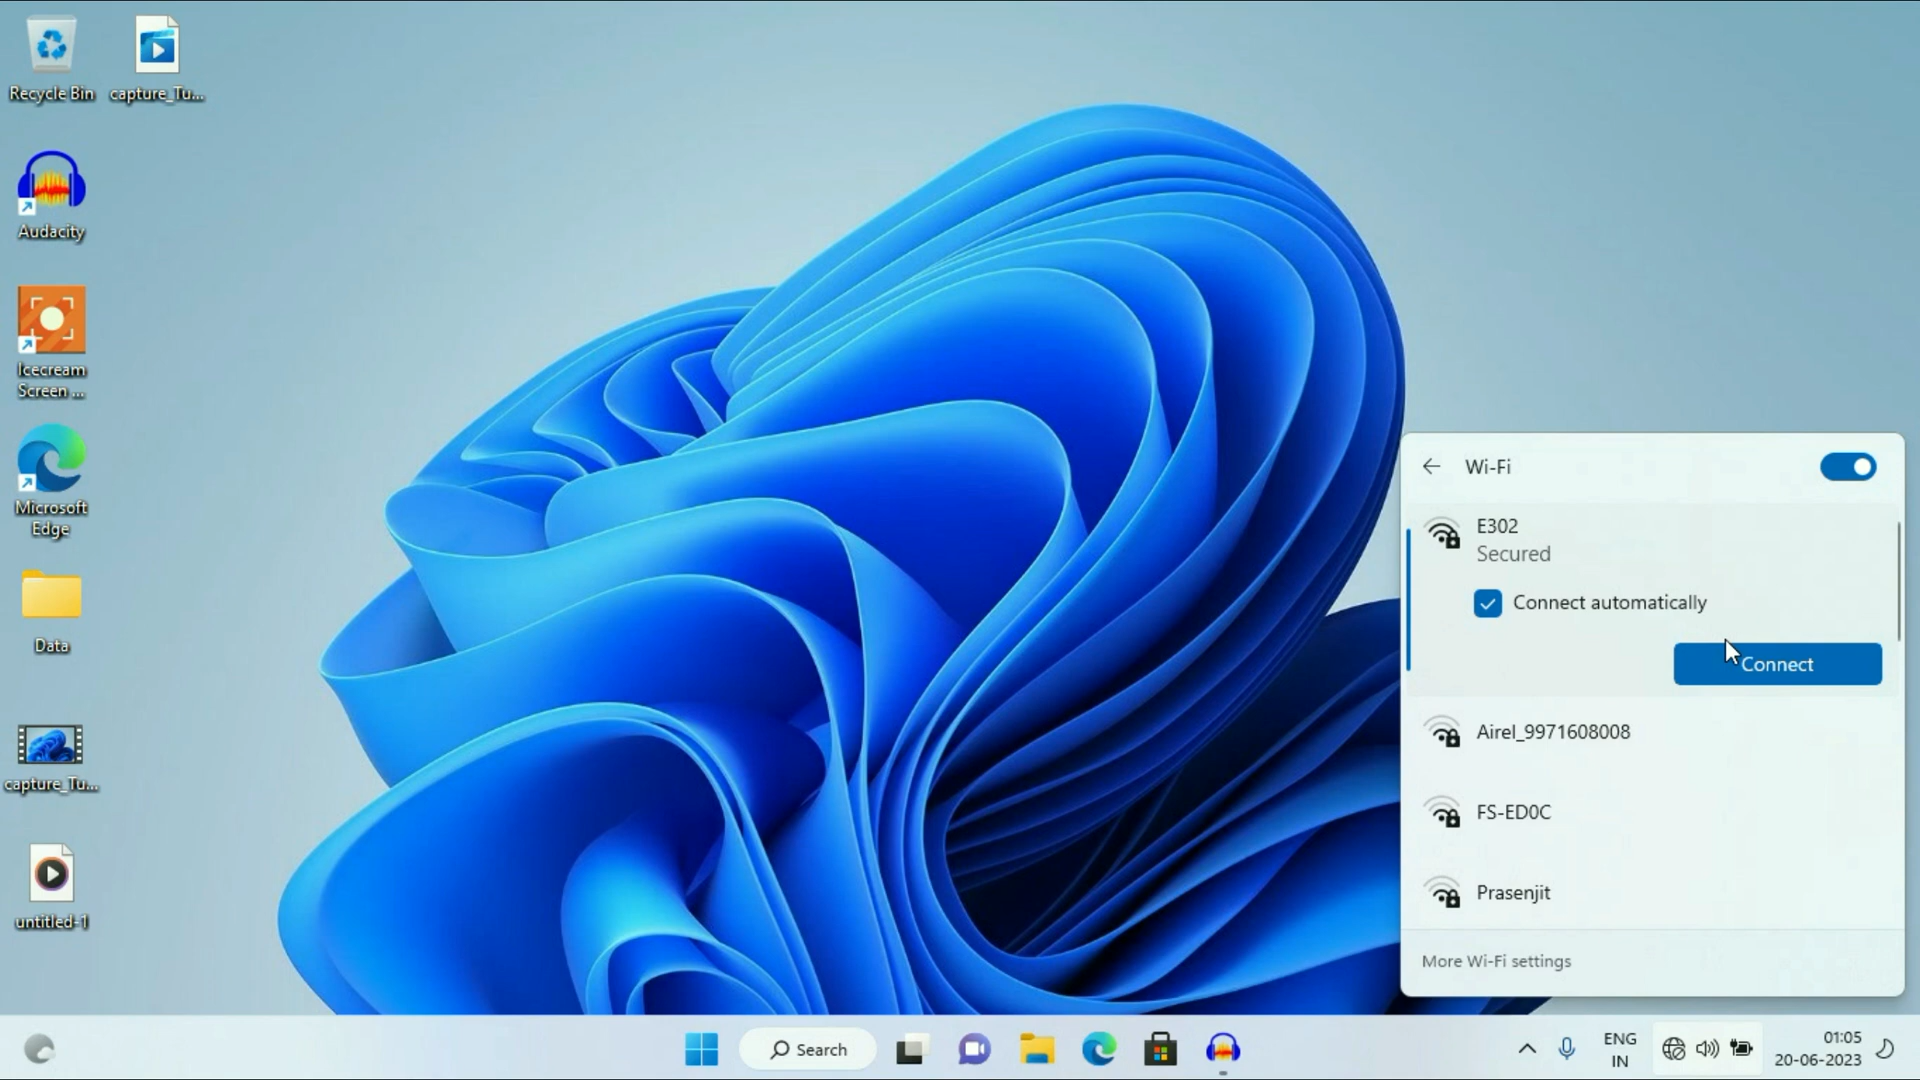 Recycle Bin
capture_Tu...
Audacity
Icecream
Screen ...
Microsoft
Edge
Data
capture_Tu...
untitled-1
Wi-Fi
E302
Secured
Connect automatically
Connect
Airel_9971608008
FS-ED0C
Prasenjit
More Wi-Fi settings
Search
ENG
IN
01:05
20-06-2023